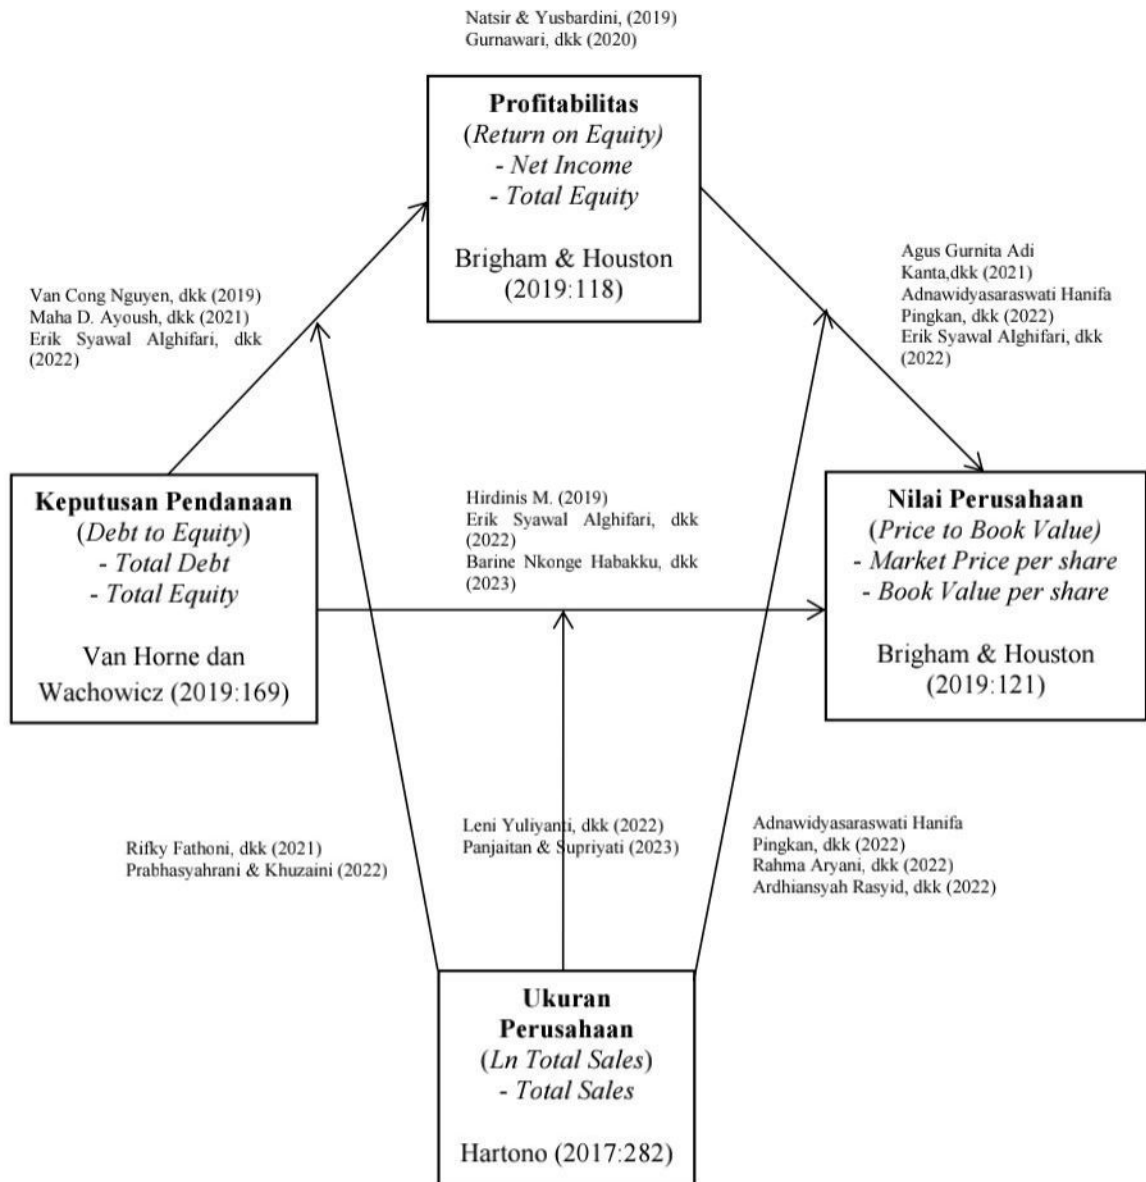 Natsir & Yusbardini, (2019)
Gurnawari, dkk (2020)
Profitabilitas
(Return on Equity)
- Net Income
- Total Equity
Brigham & Houston
(2019:118)
Van Cong Nguyen, dkk (2019)
Maha D. Ayoush, dkk (2021)
Erik Syawal Alghifari, dkk
(2022)
Agus Gurnita Adi
Kanta,dkk (2021)
Adnawidyasaraswati Hanifa
Pingkan, dkk (2022)
Erik Syawal Alghifari, dkk
(2022)
Keputusan Pendanaan
(Debt to Equity)
- Total Debt
- Total Equity
Van Horne dan
Wachowicz (2019:169)
Hirdinis M. (2019)
Erik Syawal Alghifari, dkk
(2022)
Barine Nkonge Habakku, dkk
(2023)
Nilai Perusahaan
(Price to Book Value)
- Market Price per share
- Book Value per share
Brigham & Houston
(2019:121)
Rifky Fathoni, dkk (2021)
Prabhasyahrani & Khuzaini (2022)
Leni Yuliyanti, dkk (2022)
Panjaitan & Supriyati (2023)
Adnawidyasaraswati Hanifa
Pingkan, dkk (2022)
Rahma Aryani, dkk (2022)
Ardhiansyah Rasyid, dkk (2022)
Ukuran
Perusahaan
(Ln Total Sales)
- Total Sales
Hartono (2017:282)